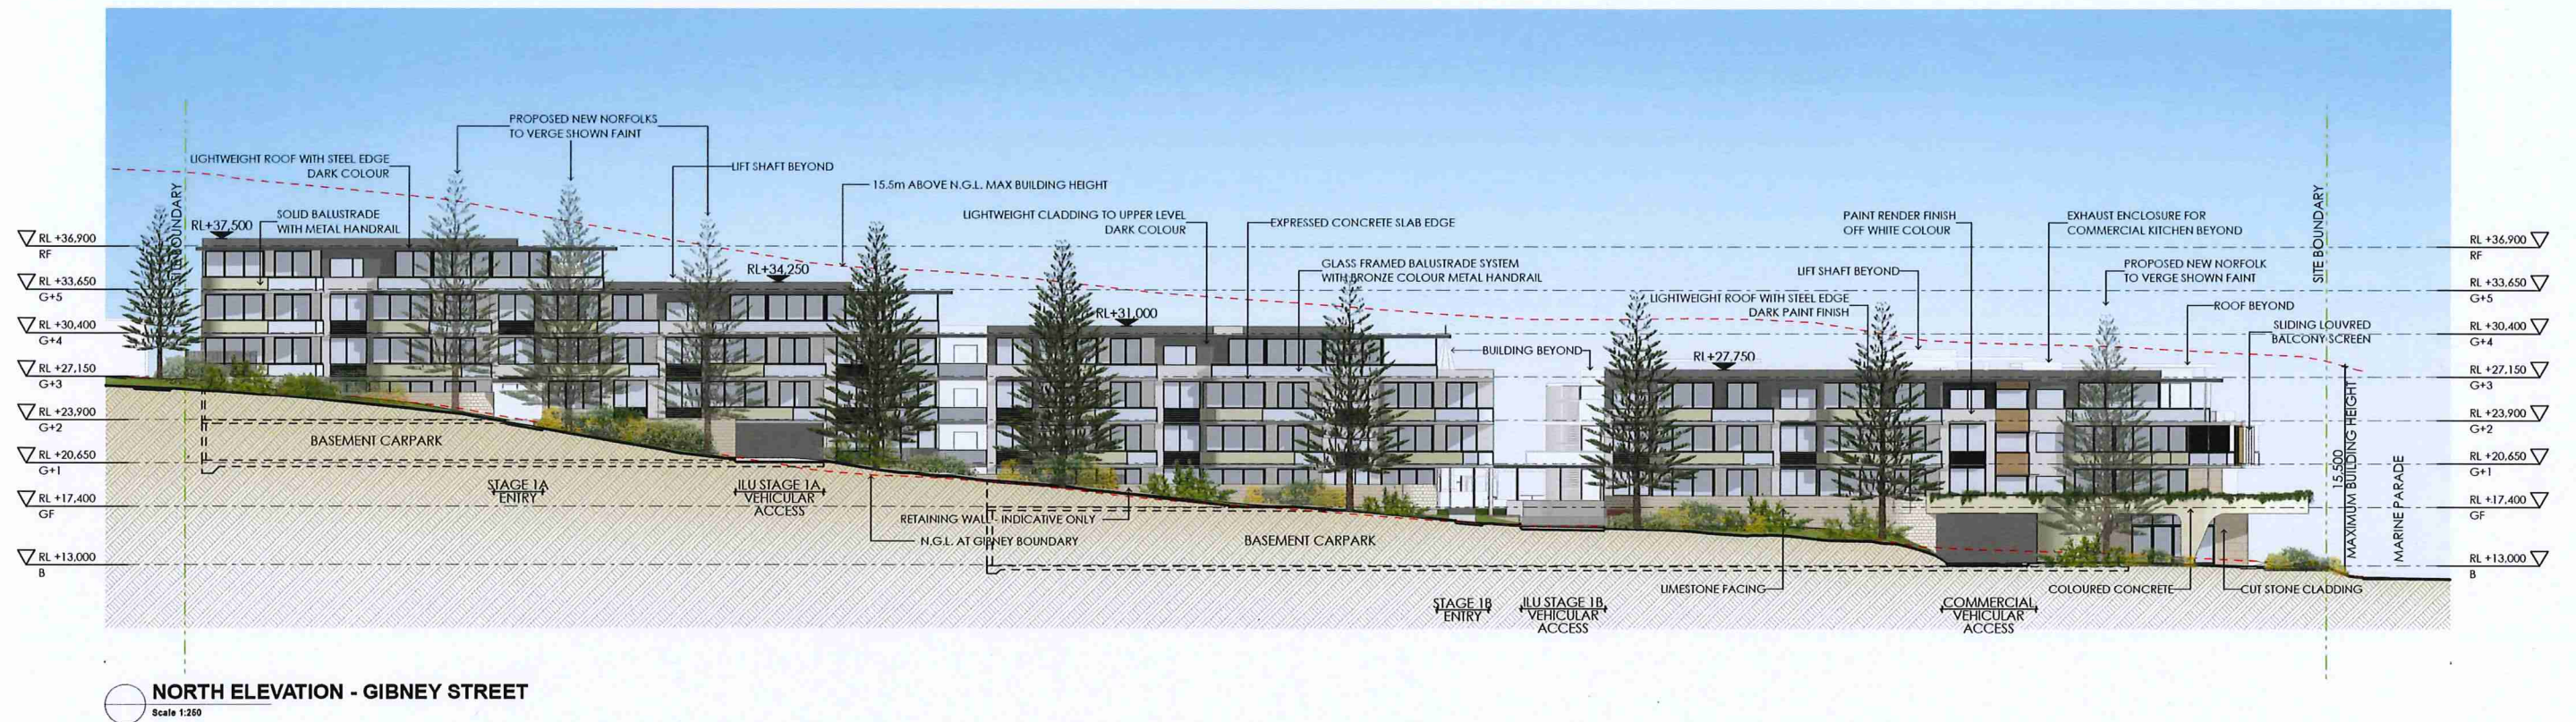 PROPOSED NEW NORFOLKS
TO VERGE SHOWN FAINT
LIGHTWEIGHT ROOF WITH STEEL EDGE
DARK COLOUR
LIFT SHAFT BEYOND
15.5m ABOVE N.G.L. MAX BUILDING HEIGHT
SITE BOUNDARY
SOLID BALUSTRADE
WITH METAL HANDRAIL
RL+37,500
LIGHTWEIGHT CLADDING TO UPPER LEVEL
DARK COLOUR
EXPRESSED CONCRETE SLAB EDGE
GLASS FRAMED BALUSTRADE SYSTEM
WITH BRONZE COLOUR METAL HANDRAIL
PAINT RENDER FINISH
OFF WHITE COLOUR
EXHAUST ENCLOSURE FOR
COMMERCIAL KITCHEN BEYOND
SITE BOUNDARY
RL +36,900
RF
RL +33,650
G+5
RL +30,400
G+4
RL +27,150
G+3
RL +23,900
G+2
RL +20,650
G+1
RL +17,400
GF
RL +13,000
B
RL+34,250
RL+31,000
LIFT SHAFT BEYOND
PROPOSED NEW NORFOLK
TO VERGE SHOWN FAINT
LIGHTWEIGHT ROOF WITH STEEL EDGE
DARK PAINT FINISH
ROOF BEYOND
SLIDING LOUVRED
BALCONY SCREEN
BUILDING BEYOND
RL+27,750
RL +36,900
RF
RL +33,650
G+5
RL +30,400
G+4
RL +27,150
G+3
RL +23,900
G+2
RL +20,650
G+1
RL +17,400
GF
RL +13,000
B
15,500
MAXIMUM BUILDING HEIGHT
MARINE PARADE
BASEMENT CARPARK
STAGE 1A
ENTRY
ILU STAGE 1A
VEHICULAR
ACCESS
RETAINING WALL - INDICATIVE ONLY
N.G.L. AT GIBNEY BOUNDARY
BASEMENT CARPARK
LIMESTONE FACING
COLOURED CONCRETE
CUT STONE CLADDING
STAGE 1B
ENTRY
ILU STAGE 1B
VEHICULAR
ACCESS
COMMERCIAL
VEHICULAR
ACCESS
NORTH ELEVATION - GIBNEY STREET
Scale 1:250